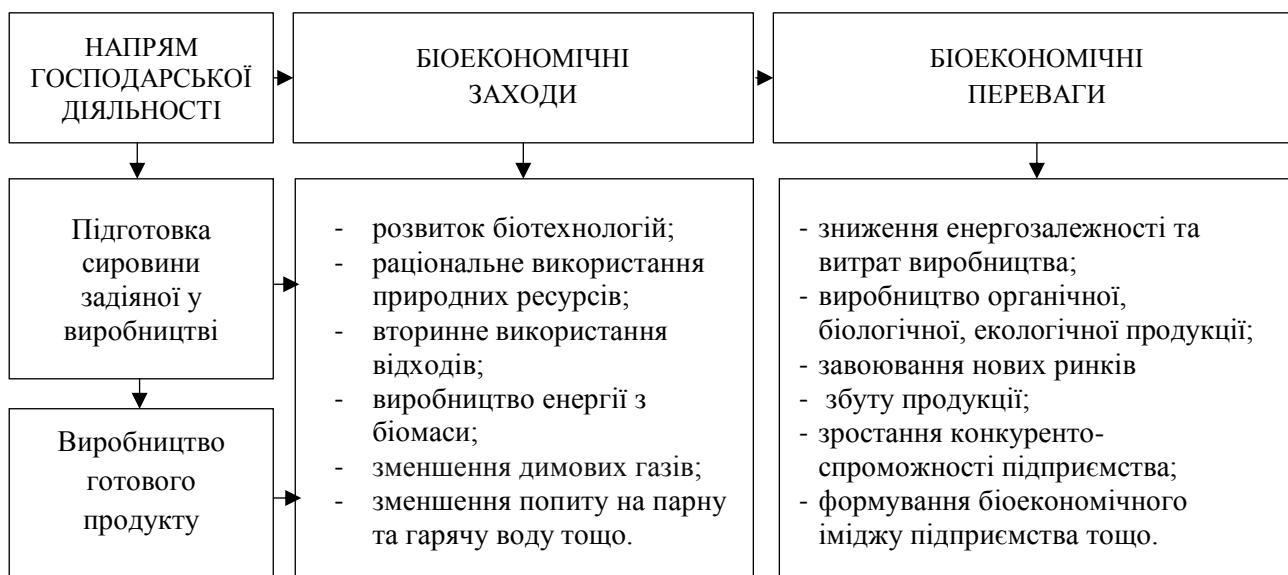 НАПРЯМ
ГОСПОДАРСЬКОЇ
ДІЯЛЬНОСТІ
БІОЕКОНОМІЧНІ
ЗАХОДИ
БІОЕКОНОМІЧНІ
ПЕРЕВАГИ
Підготовка
сировини
задіяної у
виробництві
Виробництво
готового
продукту
- розвиток біотехнологій;
- раціональне використання
природних ресурсів;
- вторинне використання
відходів;
- виробництво енергії з
біомаси;
- зменшення димових газів;
- зменшення попиту на парну
та гарячу воду тощо.
- зниження енергозалежності та
витрат виробництва;
- виробництво органічної,
біологічної, екологічної продукції;
- завоювання нових ринків
- збуту продукції;
- зростання конкуренто-
спроможності підприємства;
- формування біоекономічного
іміджу підприємства тощо.